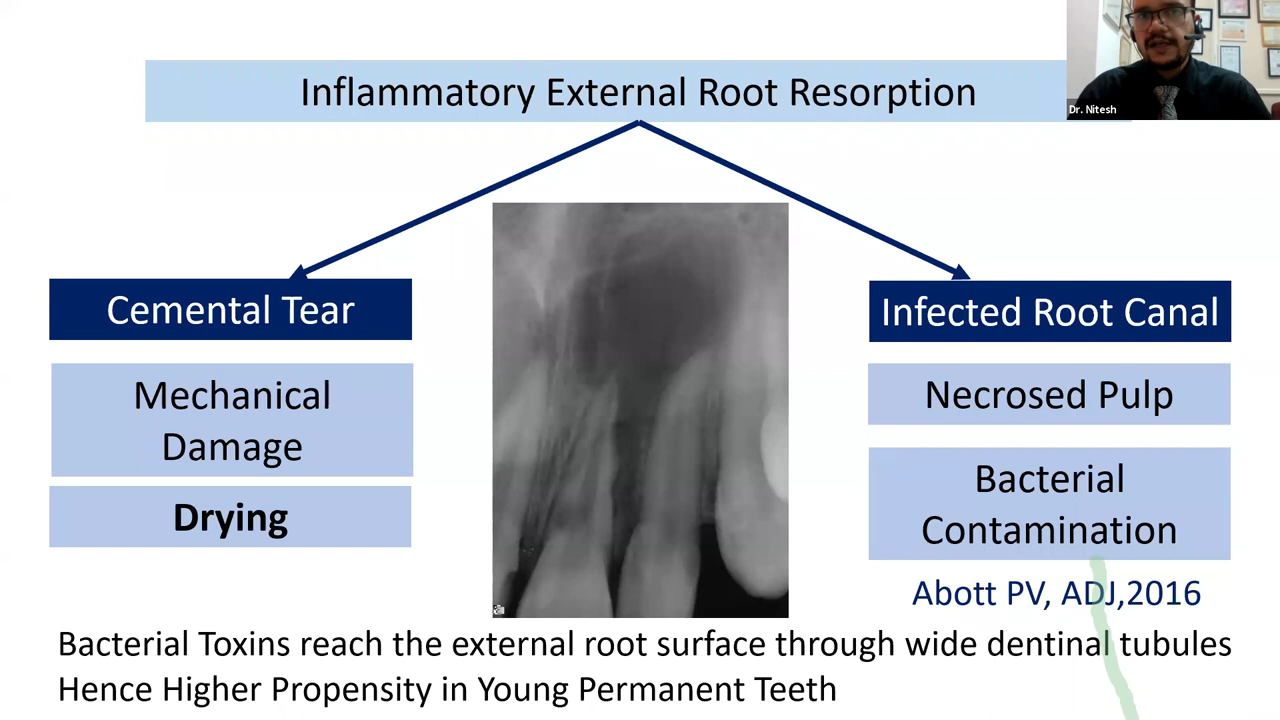 Inflammatory External Root Resorption
Dr. Nitesh
Cemental Tear
Mechanical
Damage
Drying
Infected Root Canal
Necrosed Pulp
Bacterial
Contamination
Abott PV, ADJ,2016
Bacterial Toxins reach the external root surface through wide dentinal tubules
Hence Higher Propensity in Young Permanent Teeth